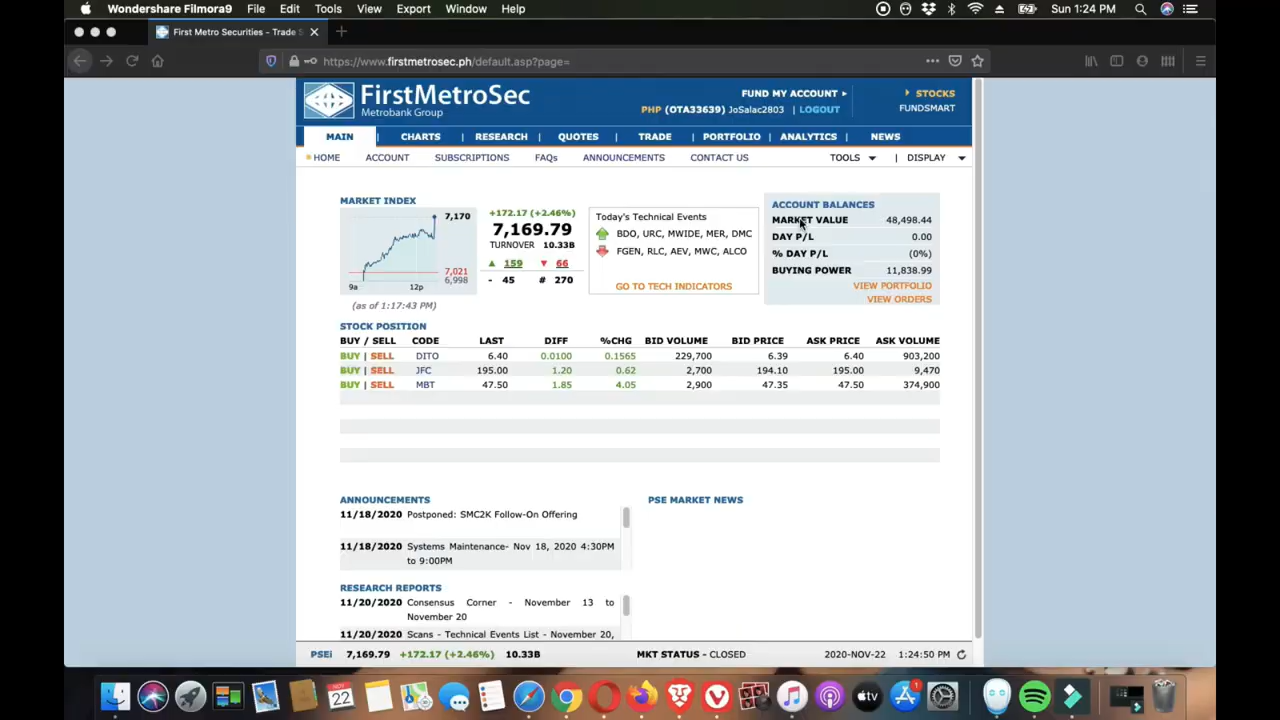 Wondershare Filmora9 File Edit Tools View Export Window Help Sun 1:24 PM
First Metro Securities - Trade S
https://www.firstmetrosec.ph/default.asp?page=
FirstMetroSec
Metrobank Group
FUND MY ACCOUNT
PHP (OTA33639) JoSalac2803 | LOGOUT
STOCKS
FUNDSMART
MAIN | CHARTS | RESEARCH | QUOTES | TRADE | PORTFOLIO | ANALYTICS | NEWS
HOME ACCOUNT SUBSCRIPTIONS FAQs ANNOUNCEMENTS CONTACT US TOOLS | DISPLAY
MARKET INDEX
7,170
7,021
6,998
9a 12p
(as of 1:17:43 PM)
+172.17 (+2.46%)
7,169.79
TURNOVER 10.33B
159 66
- 45 # 270
Today's Technical Events
BDO, URC, MWIDE, MER, DMC
FGEN, RLC, AEV, MWC, ALCO
GO TO TECH INDICATORS
ACCOUNT BALANCES
MARKET VALUE 48,498.44
DAY P/L 0.00
% DAY P/L (0%)
BUYING POWER 11,838.99
VIEW PORTFOLIO
VIEW ORDERS
STOCK POSITION
BUY / SELL CODE LAST DIFF %CHG BID VOLUME BID PRICE ASK PRICE ASK VOLUME
BUY | SELL DITO 6.40 0.0100 0.1565 229,700 6.39 6.40 903,200
BUY | SELL JFC 195.00 1.20 0.62 2,700 194.10 195.00 9,470
BUY | SELL MBT 47.50 1.85 4.05 2,900 47.35 47.50 374,900
ANNOUNCEMENTS
11/18/2020 Postponed: SMC2K Follow-On Offering
11/18/2020 Systems Maintenance- Nov 18, 2020 4:30PM
to 9:00PM
PSE MARKET NEWS
RESEARCH REPORTS
11/20/2020 Consensus Corner - November 13 to
November 20
11/20/2020 Scans - Technical Events List - November 20,
PSEi 7,169.79 +172.17 (+2.46%) 10.33B MKT STATUS - CLOSED 2020-NOV-22 1:24:50 PM
NOV
22
tv
1